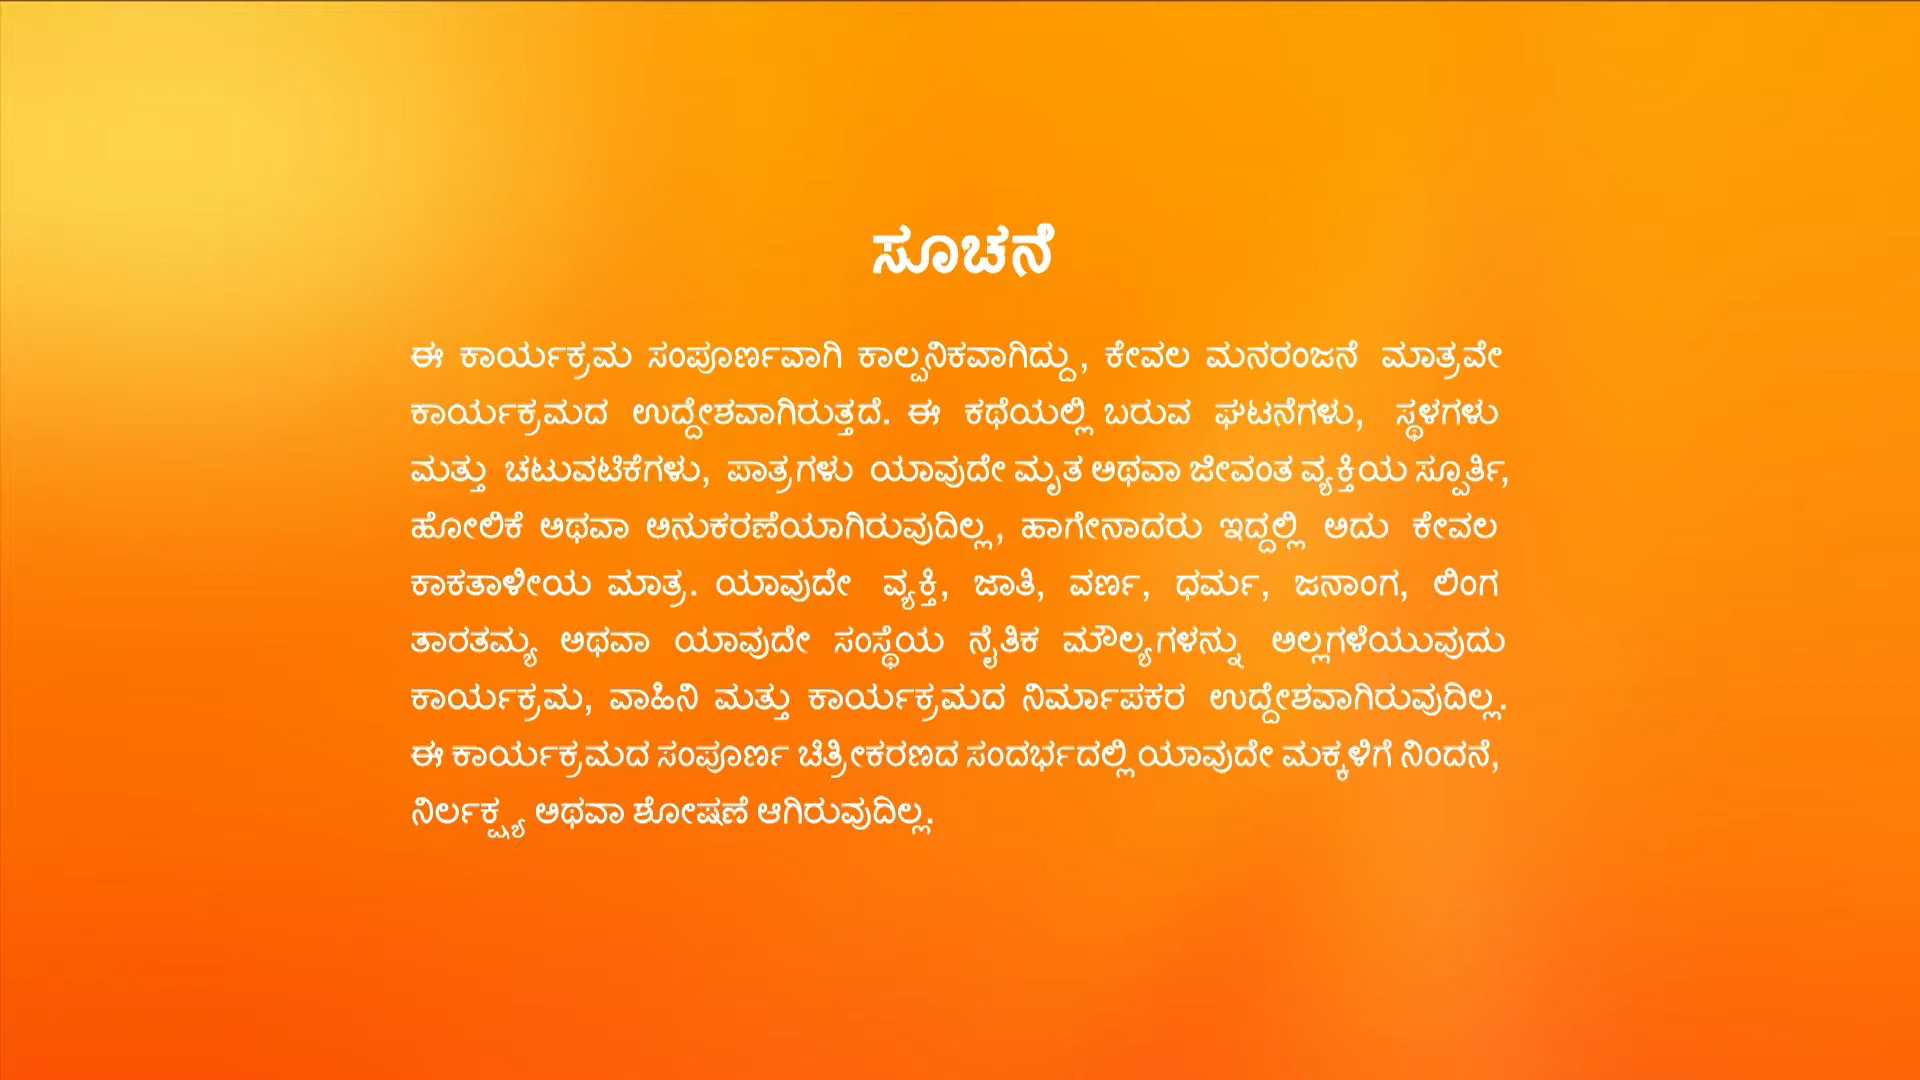 ಸೂಚನೆ
ಈ ಕಾರ್ಯಕ್ರಮ ಸಂಪೂರ್ಣವಾಗಿ ಕಾಲ್ಪನಿಕವಾಗಿದ್ದು, ಕೇವಲ ಮನರಂಜನೆ ಮಾತ್ರವೇ
ಕಾರ್ಯಕ್ರಮದ ಉದ್ದೇಶವಾಗಿರುತ್ತದೆ. ಈ ಕಥೆಯಲ್ಲಿ ಬರುವ ಘಟನೆಗಳು, ಸ್ಥಳಗಳು
ಮತ್ತು ಚಟುವಟಿಕೆಗಳು, ಪಾತ್ರಗಳು ಯಾವುದೇ ಮೃತ ಅಥವಾ ಜೀವಂತ ವ್ಯಕ್ತಿಯ ಸ್ಪೂರ್ತಿ,
ಹೋಲಿಕೆ ಅಥವಾ ಅನುಕರಣೆಯಾಗಿರುವುದಿಲ್ಲ, ಹಾಗೇನಾದರು ಇದ್ದಲ್ಲಿ ಅದು ಕೇವಲ
ಕಾಕತಾಳೀಯ ಮಾತ್ರ. ಯಾವುದೇ ವ್ಯಕ್ತಿ, ಜಾತಿ, ವರ್ಣ, ಧರ್ಮ, ಜನಾಂಗ, ಲಿಂಗ
ತಾರತಮ್ಯ ಅಥವಾ ಯಾವುದೇ ಸಂಸ್ಥೆಯ ನೈತಿಕ ಮೌಲ್ಯಗಳನ್ನು ಅಲ್ಲಗಳೆಯುವುದು
ಕಾರ್ಯಕ್ರಮ, ವಾಹಿನಿ ಮತ್ತು ಕಾರ್ಯಕ್ರಮದ ನಿರ್ಮಾಪಕರ ಉದ್ದೇಶವಾಗಿರುವುದಿಲ್ಲ.
ಈ ಕಾರ್ಯಕ್ರಮದ ಸಂಪೂರ್ಣ ಚಿತ್ರೀಕರಣದ ಸಂದರ್ಭದಲ್ಲಿ ಯಾವುದೇ ಮಕ್ಕಳಿಗೆ ನಿಂದನೆ,
ನಿರ್ಲಕ್ಷ್ಯ ಅಥವಾ ಶೋಷಣೆ ಆಗಿರುವುದಿಲ್ಲ.